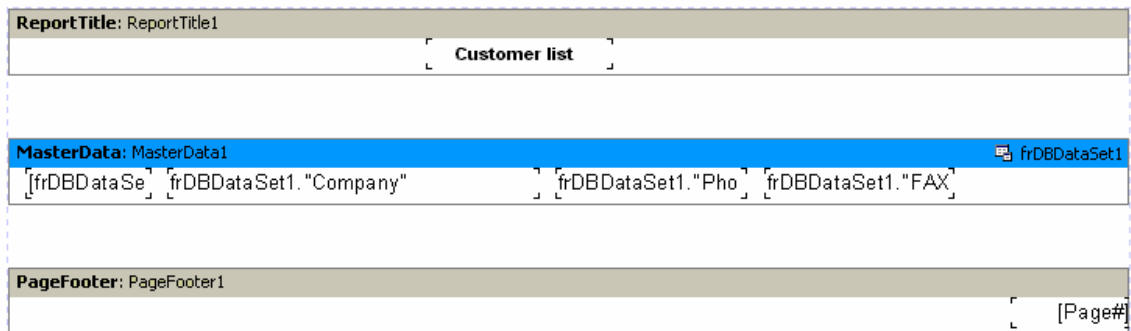 ReportTitle: ReportTitle1
Customer list
MasterData: MasterData1 frDBDataSet1
[frDBDataSe frDBDataSet1."Company" frDBDataSet1."Pho frDBDataSet1."FAX
PageFooter: PageFooter1
[Page#]